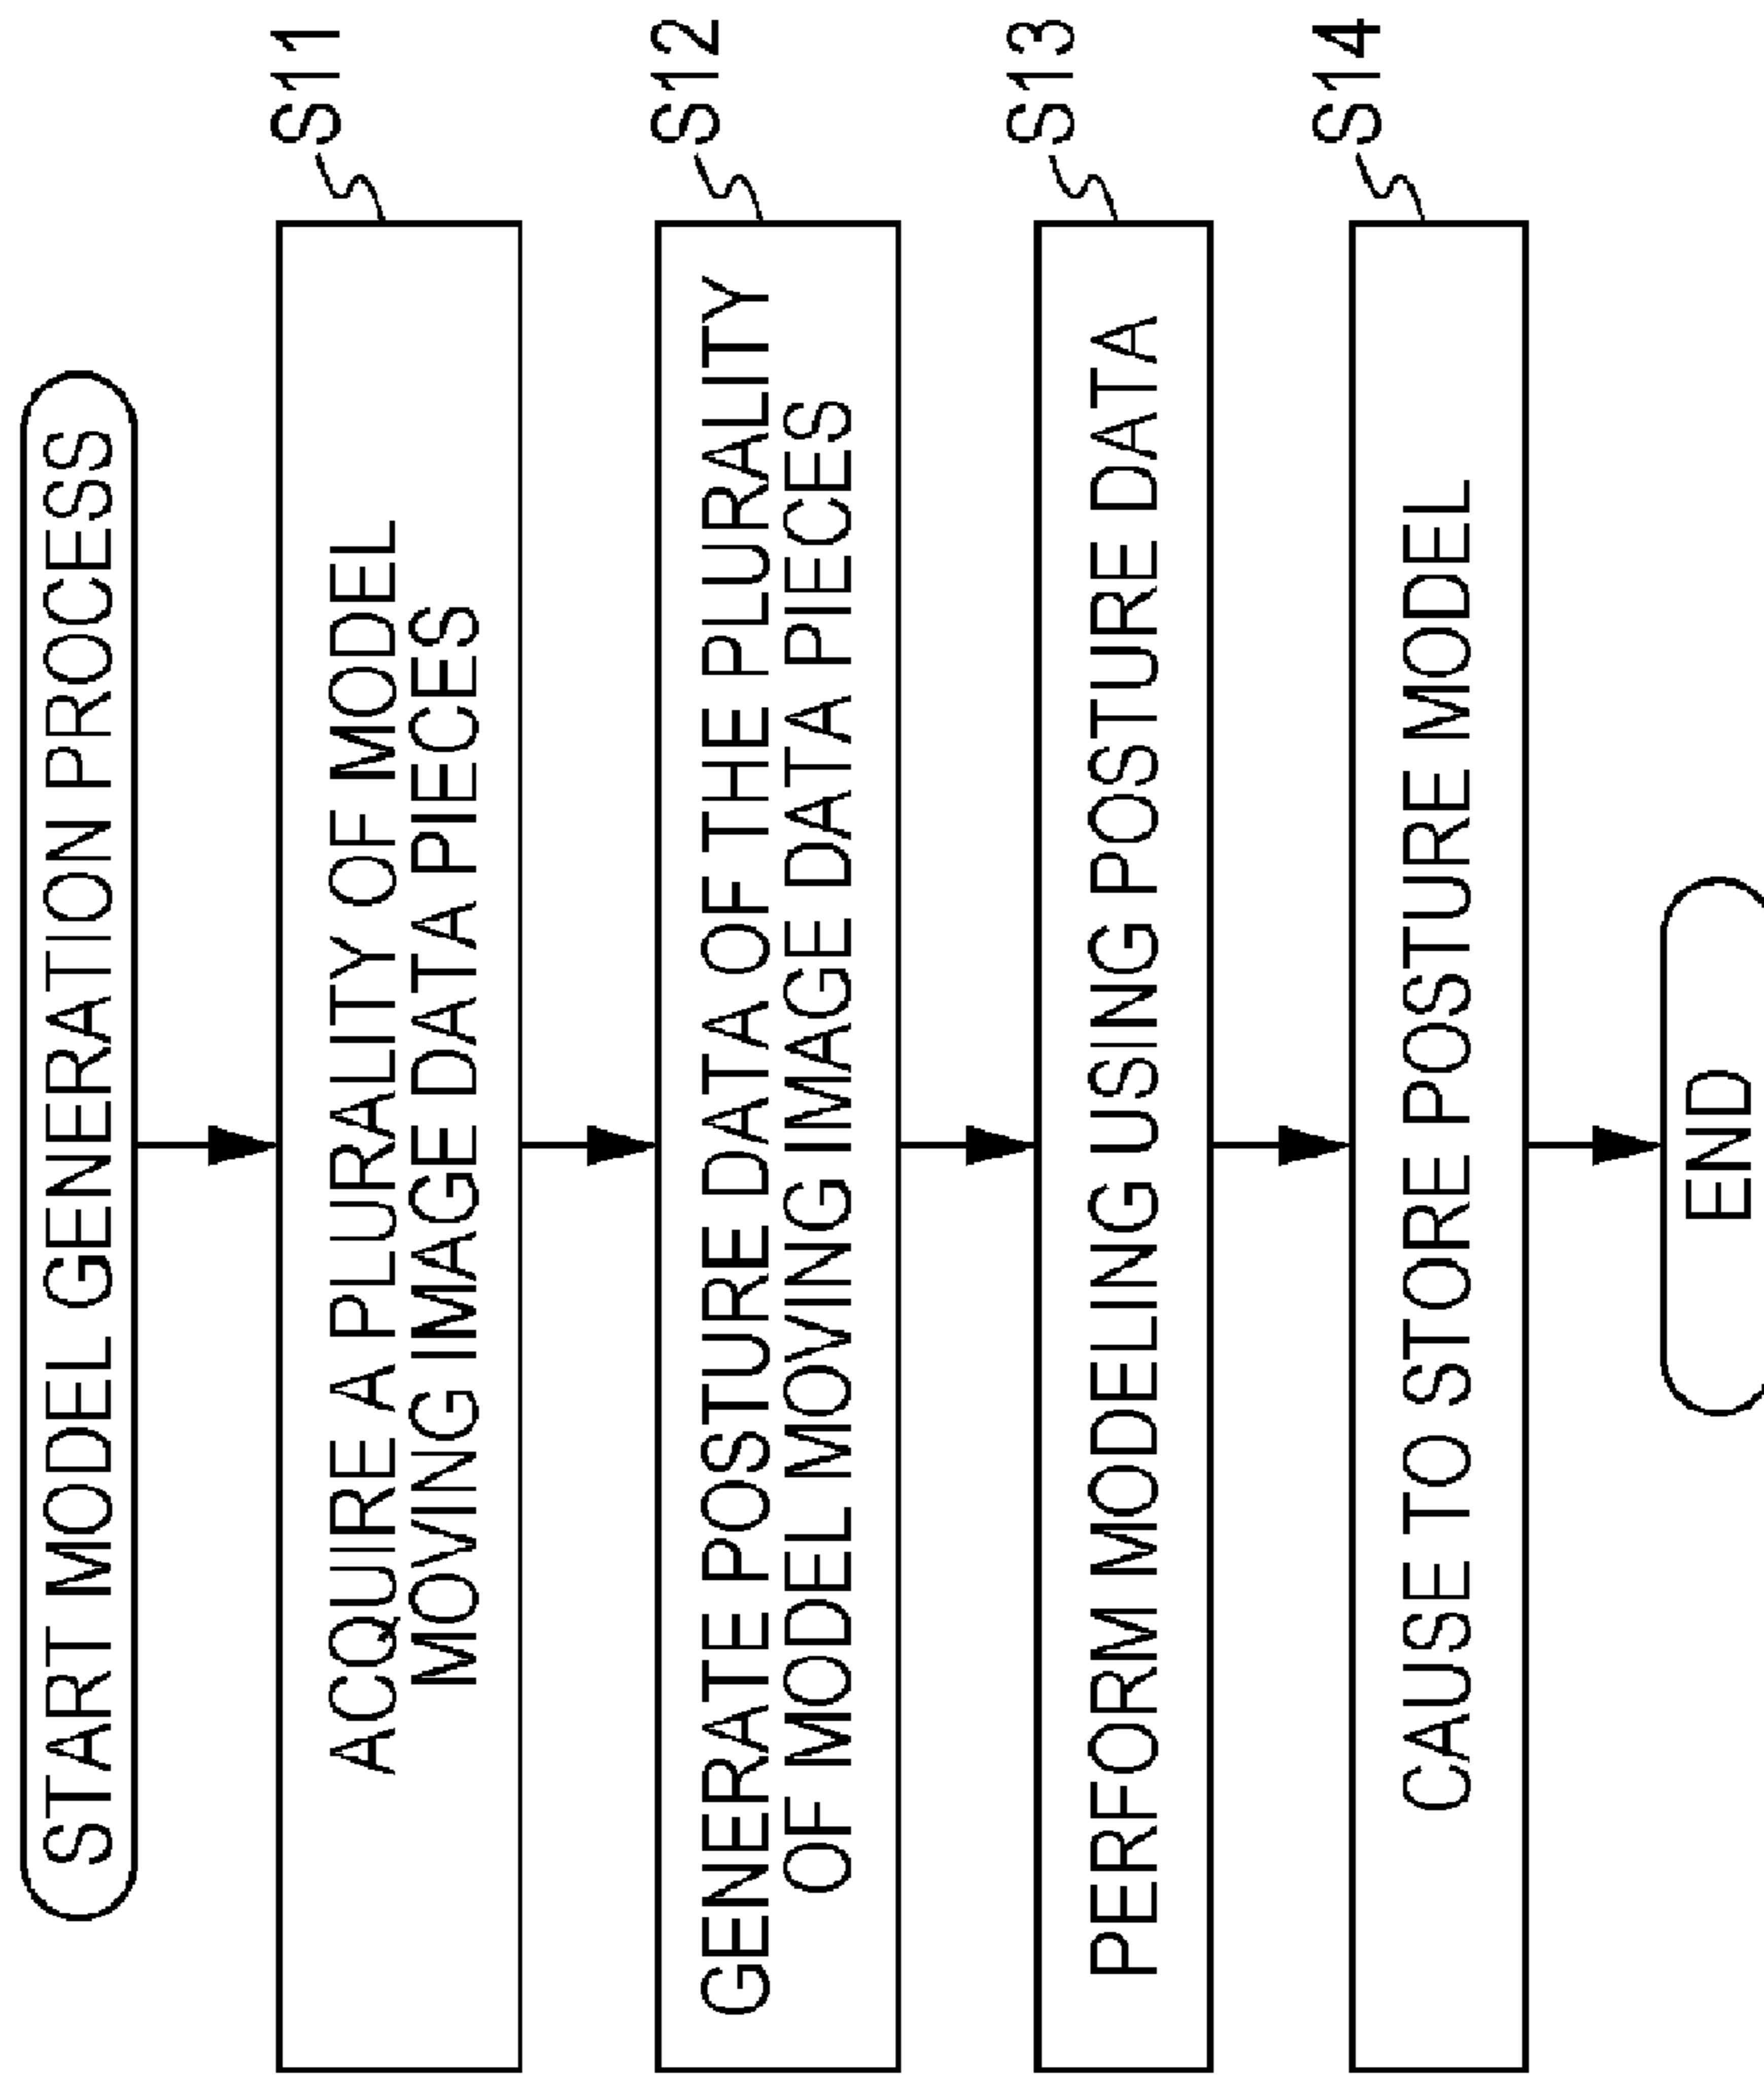 START MODEL GENERATION PROCESS
ACQUIRE A PLURALITY OF MODEL
MOVING IMAGE DATA PIECES
S11
GENERATE POSTURE DATA OF THE PLURALITY
OF MODEL MOVING IMAGE DATA PIECES
S12
PERFORM MODELING USING POSTURE DATA
S13
CAUSE TO STORE POSTURE MODEL
S14
END